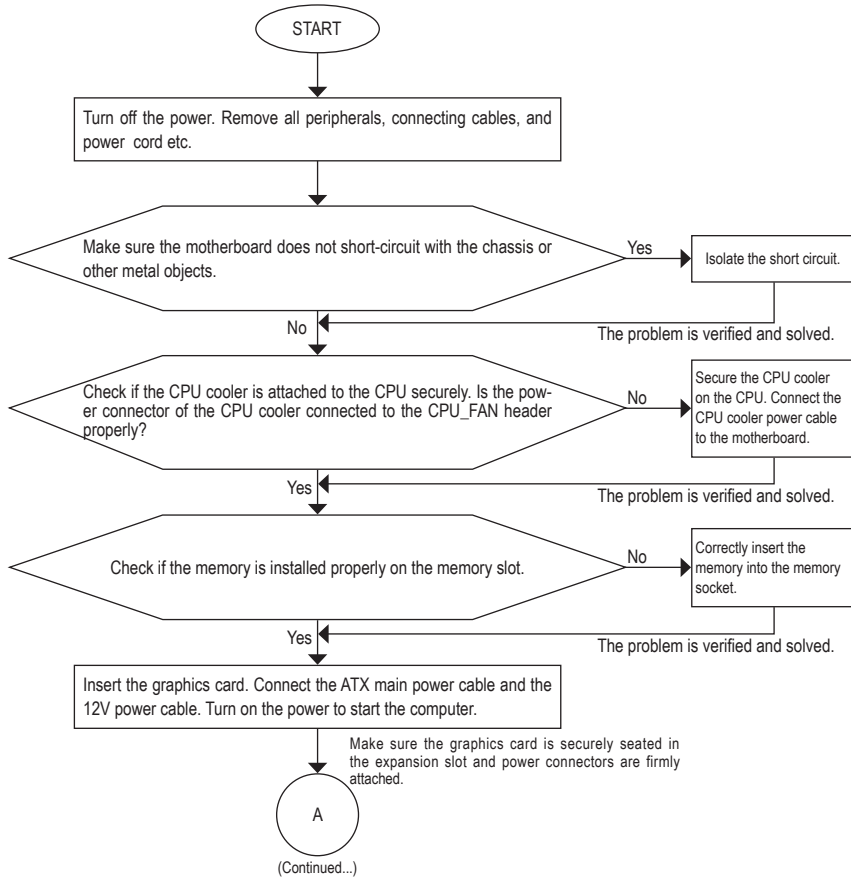 START
Turn off the power. Remove all peripherals, connecting cables, and
power cord etc.
Make sure the motherboard does not short-circuit with the chassis or
other metal objects.
Yes
Isolate the short circuit.
No
The problem is verified and solved.
Check if the CPU cooler is attached to the CPU securely. Is the pow-
er connector of the CPU cooler connected to the CPU_FAN header
properly?
No
Secure the CPU cooler
on the CPU. Connect the
CPU cooler power cable
to the motherboard.
Yes
The problem is verified and solved.
Check if the memory is installed properly on the memory slot.
No
Correctly insert the
memory into the memory
socket.
Yes
The problem is verified and solved.
Insert the graphics card. Connect the ATX main power cable and the
12V power cable. Turn on the power to start the computer.
Make sure the graphics card is securely seated in
the expansion slot and power connectors are firmly
attached.
A
(Continued...)